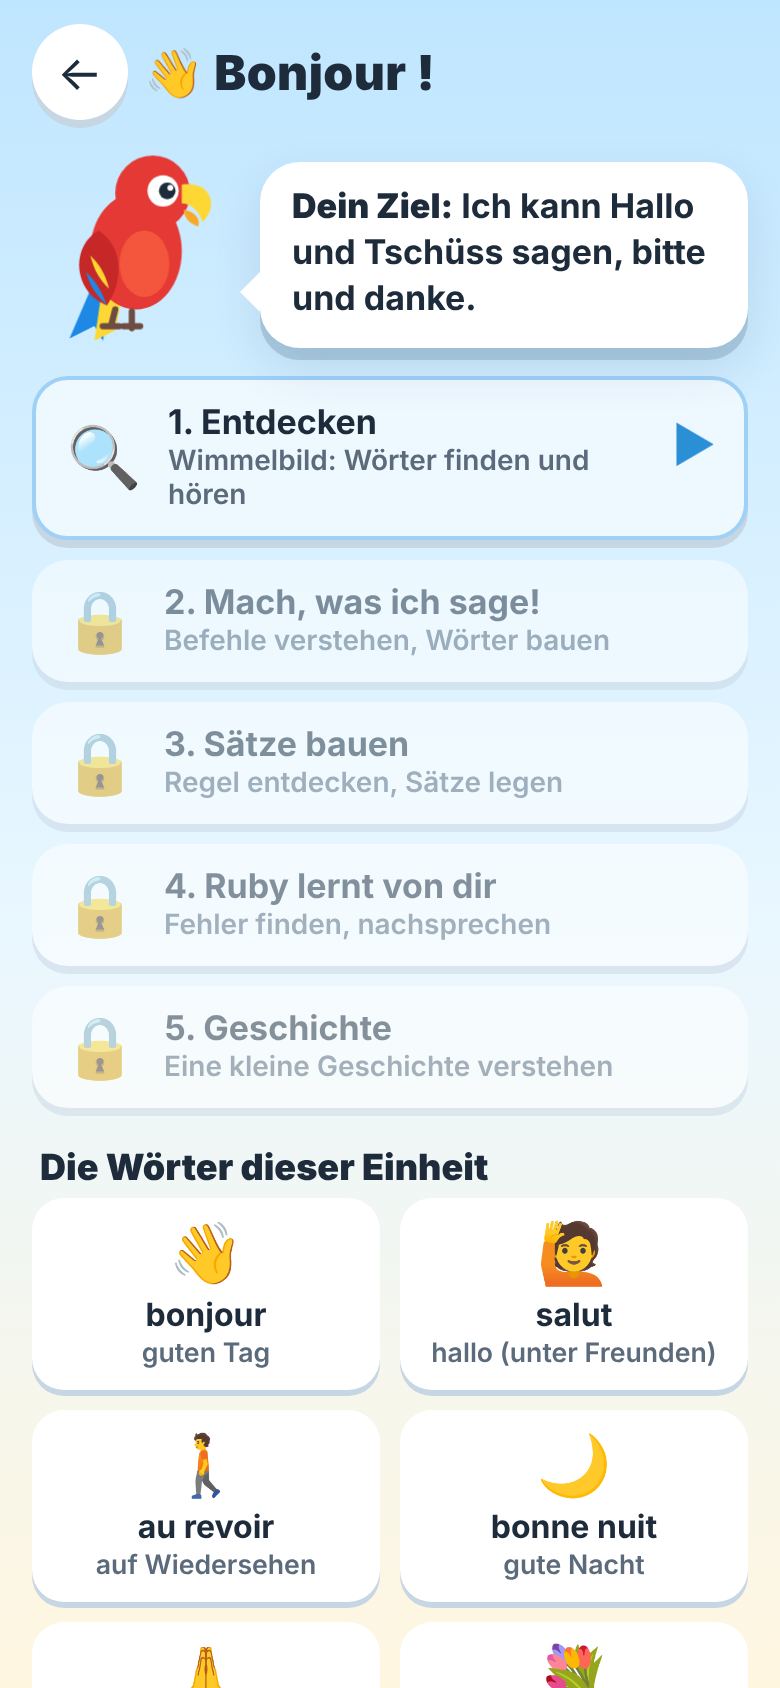 Bonjour !
Dein Ziel: Ich kann Hallo
und Tschüss sagen, bitte
und danke.
1. Entdecken
Wimmelbild: Wörter finden und
hören
2. Mach, was ich sage!
Befehle verstehen, Wörter bauen
3. Sätze bauen
Regel entdecken, Sätze legen
4. Ruby lernt von dir
Fehler finden, nachsprechen
5. Geschichte
Eine kleine Geschichte verstehen
Die Wörter dieser Einheit
bonjour
guten Tag
salut
hallo (unter Freunden)
au revoir
auf Wiedersehen
bonne nuit
gute Nacht